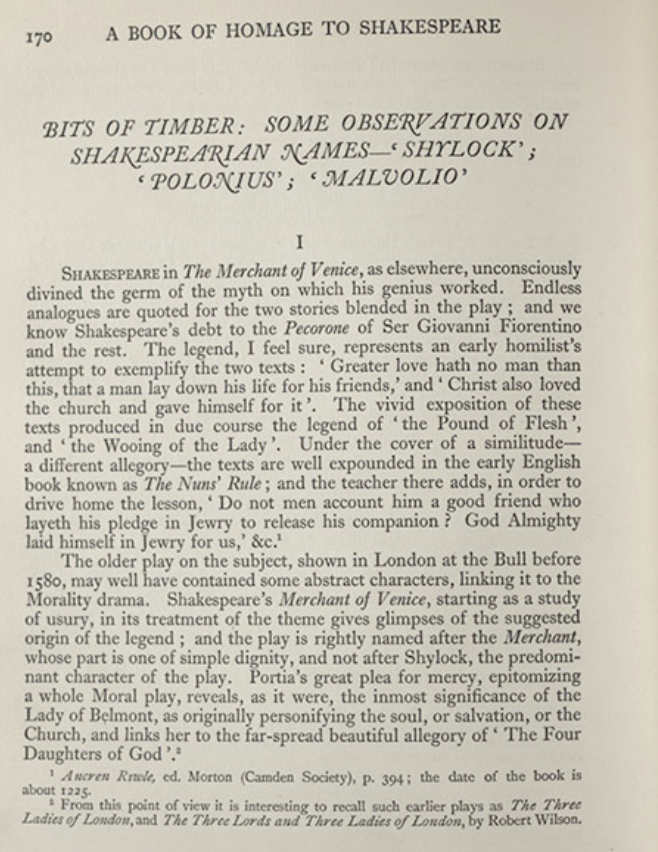 170 A BOOK OF HOMAGE TO SHAKESPEARE
BITS OF TIMBER: SOME OBSERVATIONS ON
SHAKESPEARIAN NAMES—‘SHYLOCK’;
‘POLONIUS’; ‘MALVOLIO’
I
SHAKESPEARE in The Merchant of Venice, as elsewhere, unconsciously
divined the germ of the myth on which his genius worked. Endless
analogues are quoted for the two stories blended in the play; and we
know Shakespeare’s debt to the Pecorone of Ser Giovanni Fiorentino
and the rest. The legend, I feel sure, represents an early homilist’s
attempt to exemplify the two texts: ‘Greater love hath no man than
this, that a man lay down his life for his friends,’ and ‘Christ also loved
the church and gave himself for it’. The vivid exposition of these
texts produced in due course the legend of ‘the Pound of Flesh’,
and ‘the Wooing of the Lady’. Under the cover of a similitude—
a different allegory—the texts are well expounded in the early English
book known as The Nuns’ Rule; and the teacher there adds, in order to
drive home the lesson, ‘Do not men account him a good friend who
layeth his pledge in Jewry to release his companion? God Almighty
laid himself in Jewry for us,’ &c.¹
The older play on the subject, shown in London at the Bull before
1580, may well have contained some abstract characters, linking it to the
Morality drama. Shakespeare’s Merchant of Venice, starting as a study
of usury, in its treatment of the theme gives glimpses of the suggested
origin of the legend; and the play is rightly named after the Merchant,
whose part is one of simple dignity, and not after Shylock, the predomi-
nant character of the play. Portia’s great plea for mercy, epitomizing
a whole Moral play, reveals, as it were, the inmost significance of the
Lady of Belmont, as originally personifying the soul, or salvation, or the
Church, and links her to the far-spread beautiful allegory of ‘The Four
Daughters of God’.²
¹ Ancren Riwle, ed. Morton (Camden Society), p. 394; the date of the book is
about 1225.
² From this point of view it is interesting to recall such earlier plays as The Three
Ladies of London, and The Three Lords and Three Ladies of London, by Robert Wilson.